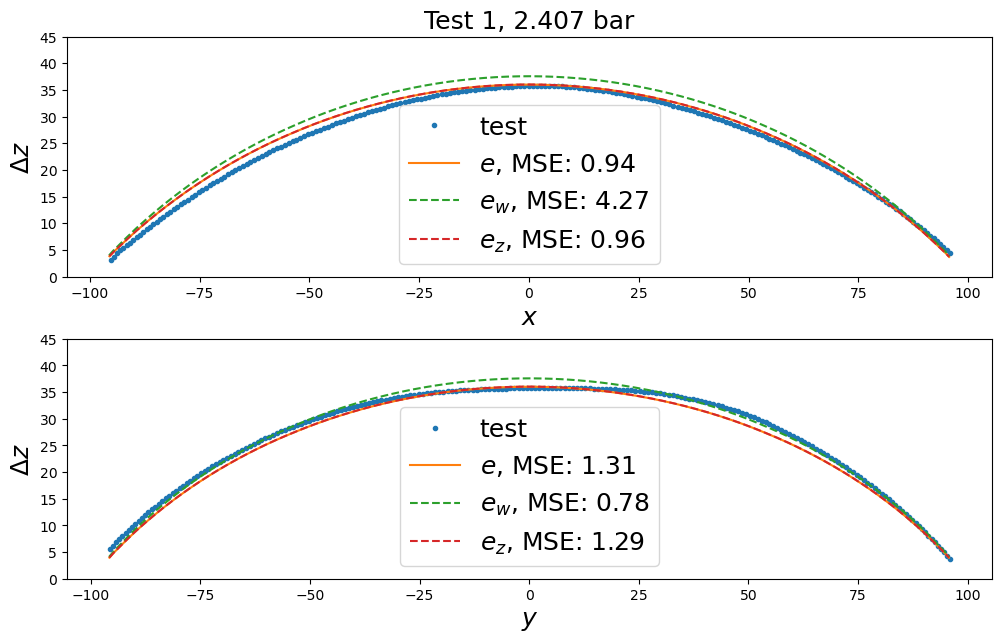 Test 1, 2.407 bar
45
40
35
30
25
20
15
10
5
0
Δz
test
e, MSE: 0.94
e_w, MSE: 4.27
e_z, MSE: 0.96
−100 −75 −50 −25 0 25 50 75 100
x
45
40
35
30
25
20
15
10
5
0
Δz
test
e, MSE: 1.31
e_w, MSE: 0.78
e_z, MSE: 1.29
−100 −75 −50 −25 0 25 50 75 100
y